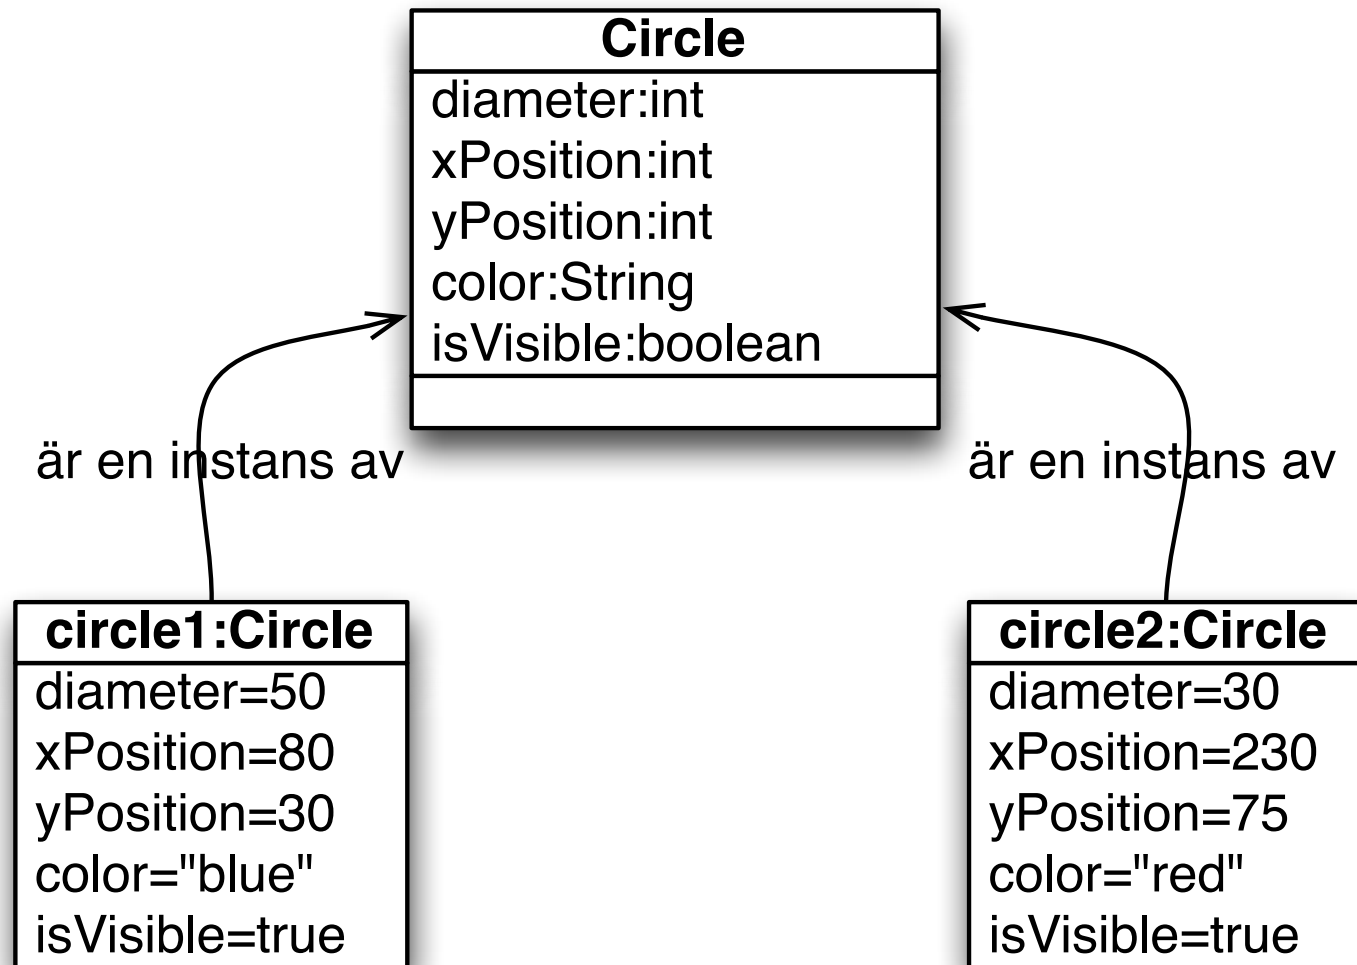 Circle
diameter:int
xPosition:int
yPosition:int
color:String
isVisible:boolean
är en instans av
är en instans av
circle1:Circle
diameter=50
xPosition=80
yPosition=30
color="blue"
isVisible=true
circle2:Circle
diameter=30
xPosition=230
yPosition=75
color="red"
isVisible=true